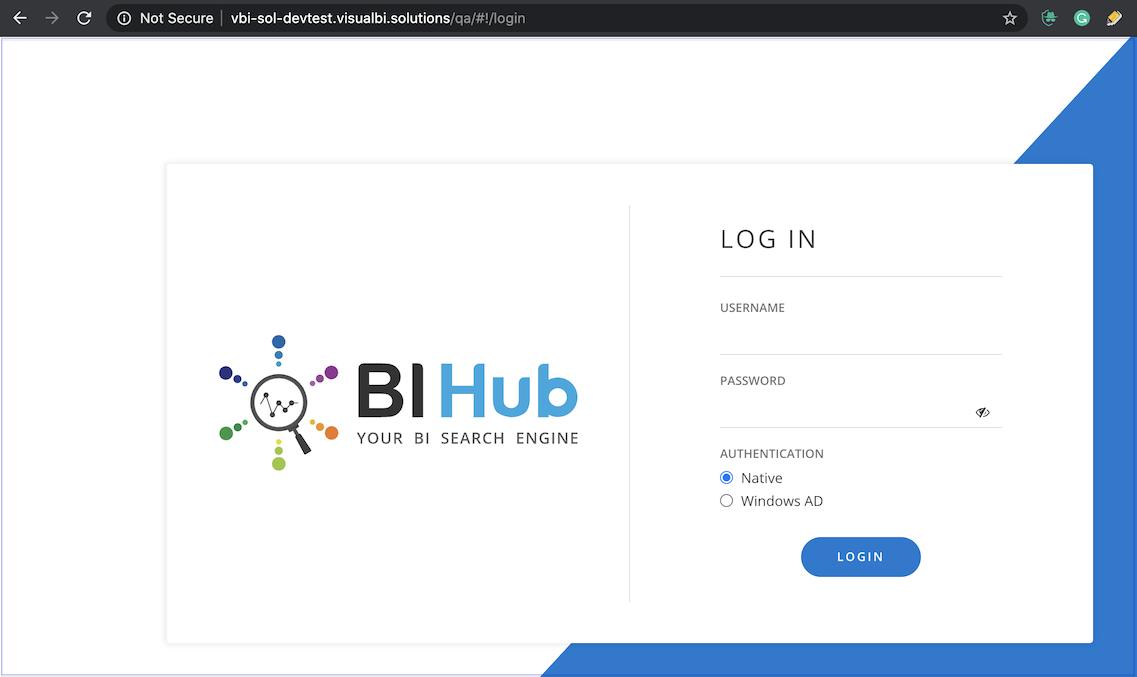 Not Secure | vbi-sol-devtest.visualbi.solutions/qa/#!/login
BI Hub
YOUR BI SEARCH ENGINE
LOG IN
USERNAME
PASSWORD
AUTHENTICATION
Native
Windows AD
LOGIN